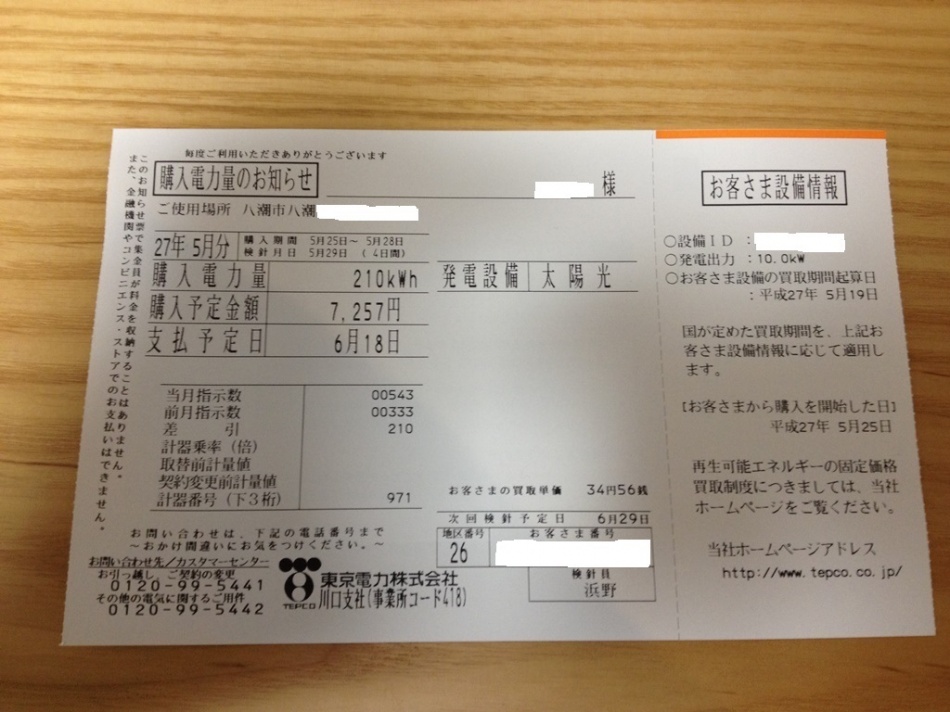 毎度ご利用いただきありがとうございます
購入電力量のお知らせ
様
ご使用場所 八潮市八潮
27年 5月分
購入期間 5月25日～ 5月28日
検針月日 5月29日 ( 4日間)
購入電力量 210kWh
発電設備 太陽光
購入予定金額 7,257円
支払予定日 6月18日
当月指示数 00543
前月指示数 00333
差 引 210
計器乗率（倍）
取替前計量値
契約変更前計量値
計器番号（下3桁） 971
お客さまの買取単価 34円56銭
次回検針予定日 6月29日
地区番号 お客さま番号
26
検針員
浜野
お問い合わせは、下記の電話番号まで
～おかけ間違いにお気をつけください。～
お問い合わせ先／カスタマーセンター
お引っ越し、ご契約の変更
0120-99-5441
その他の電気に関するご用件
0120-99-5442
TEPCO
東京電力株式会社
川口支社(事業所コード418)
このお知らせ票で集金員が料金を収納することはありません。
また、金融機関やコンビニエンス・ストアでのお支払いはできません。
お客さま設備情報
○設備ID ：
○発電出力 ：10.0kW
○お客さま設備の買取期間起算日
：平成27年 5月19日
国が定めた買取期間を、上記お
客さま設備情報に応じて適用し
ます。
[お客さまから購入を開始した日]
平成27年 5月25日
再生可能エネルギーの固定価格
買取制度につきましては、当社
ホームページをご覧ください。
当社ホームページアドレス
http://www.tepco.co.jp/